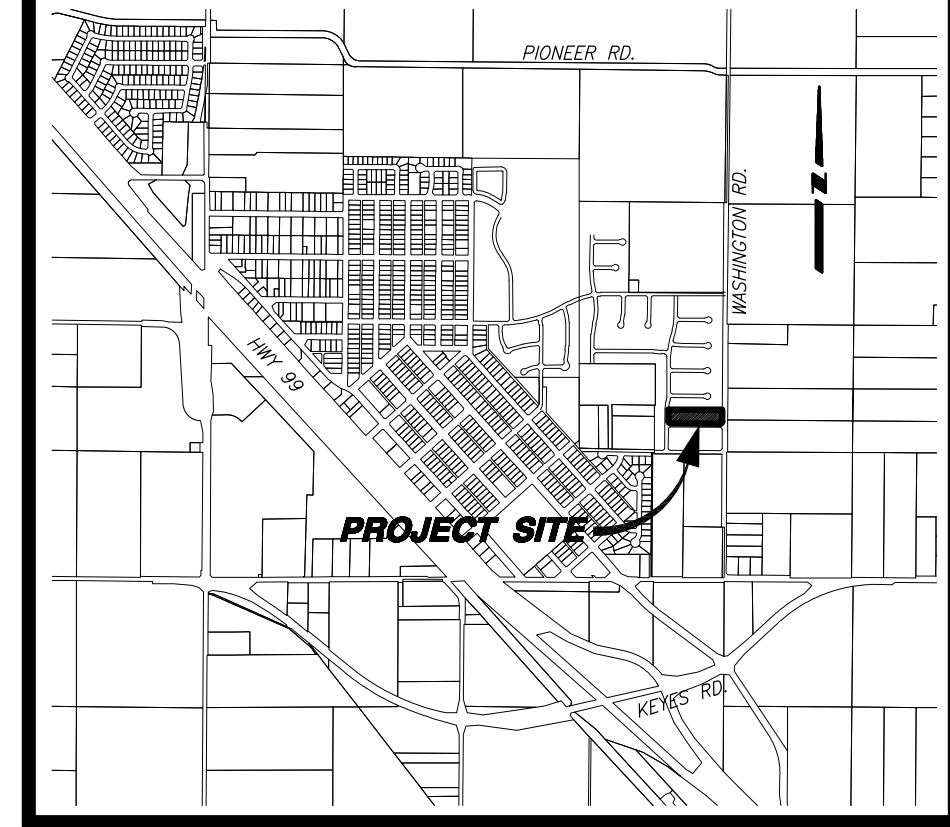 PIONEER RD.
WASHINGTON RD.
N
HWY 99
PROJECT SITE
KEYES RD.